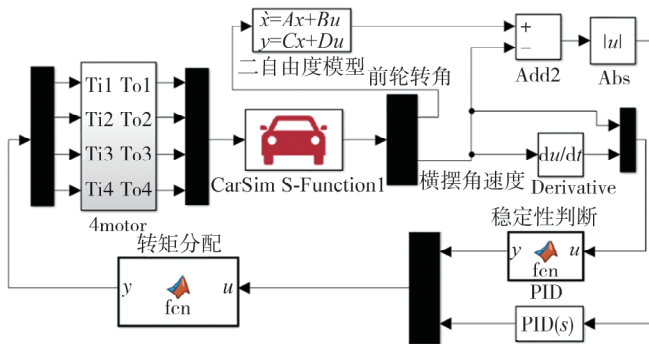 ẋ=Ax+Bu
y=Cx+Du
二自由度模型
前轮转角
+
−
Add2
|u|
Abs
Ti1 To1
Ti2 To2
Ti3 To3
Ti4 To4
4motor
CarSim S-Function1
横摆角速度
du/dt
Derivative
稳定性判断
y u
fcn
PID
转矩分配
y u
fcn
PID(s)